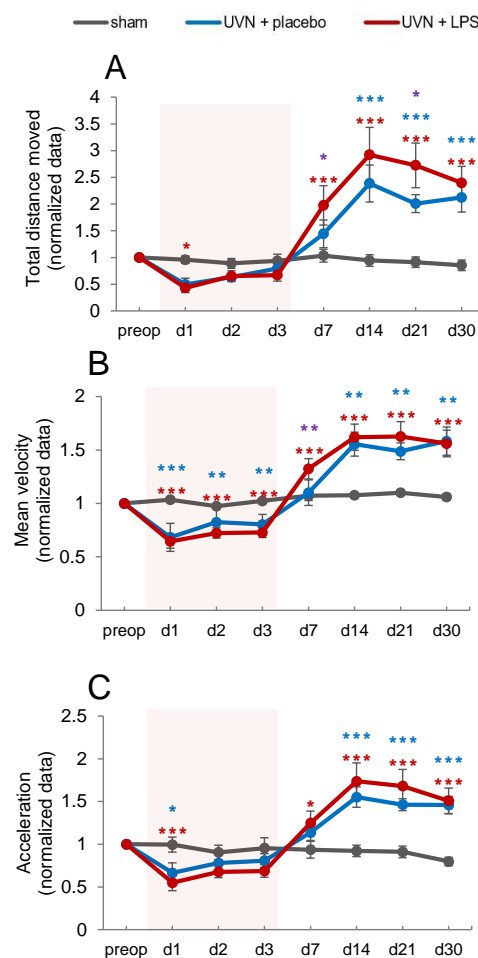 sham UVN + placebo UVN + LPS
A
Total distance moved
(normalized data)
4
3.5
3
2.5
2
1.5
1
0.5
0
*
*** *** ***
* *** *** *** ***
*
preop d1 d2 d3 d7 d14 d21 d30
B
Mean velocity
(normalized data)
2
1.5
1
0.5
0
** ** **
** *** *** ***
***
*** ** **
*** *** ***
preop d1 d2 d3 d7 d14 d21 d30
C
Acceleration
(normalized data)
2.5
2
1.5
1
0.5
0
*** *** ***
*** *** ***
* *
***
preop d1 d2 d3 d7 d14 d21 d30